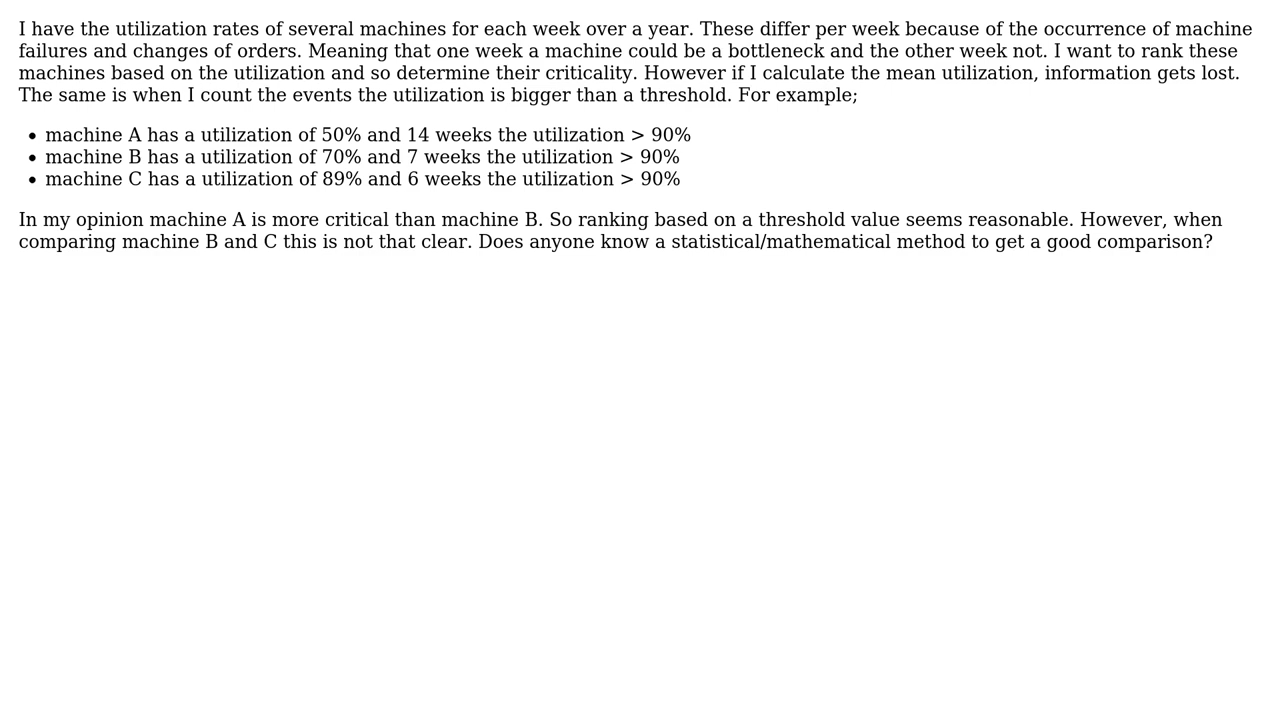 I have the utilization rates of several machines for each week over a year. These differ per week because of the occurrence of machine
failures and changes of orders. Meaning that one week a machine could be a bottleneck and the other week not. I want to rank these
machines based on the utilization and so determine their criticality. However if I calculate the mean utilization, information gets lost.
The same is when I count the events the utilization is bigger than a threshold. For example;
• machine A has a utilization of 50% and 14 weeks the utilization > 90%
• machine B has a utilization of 70% and 7 weeks the utilization > 90%
• machine C has a utilization of 89% and 6 weeks the utilization > 90%
In my opinion machine A is more critical than machine B. So ranking based on a threshold value seems reasonable. However, when
comparing machine B and C this is not that clear. Does anyone know a statistical/mathematical method to get a good comparison?